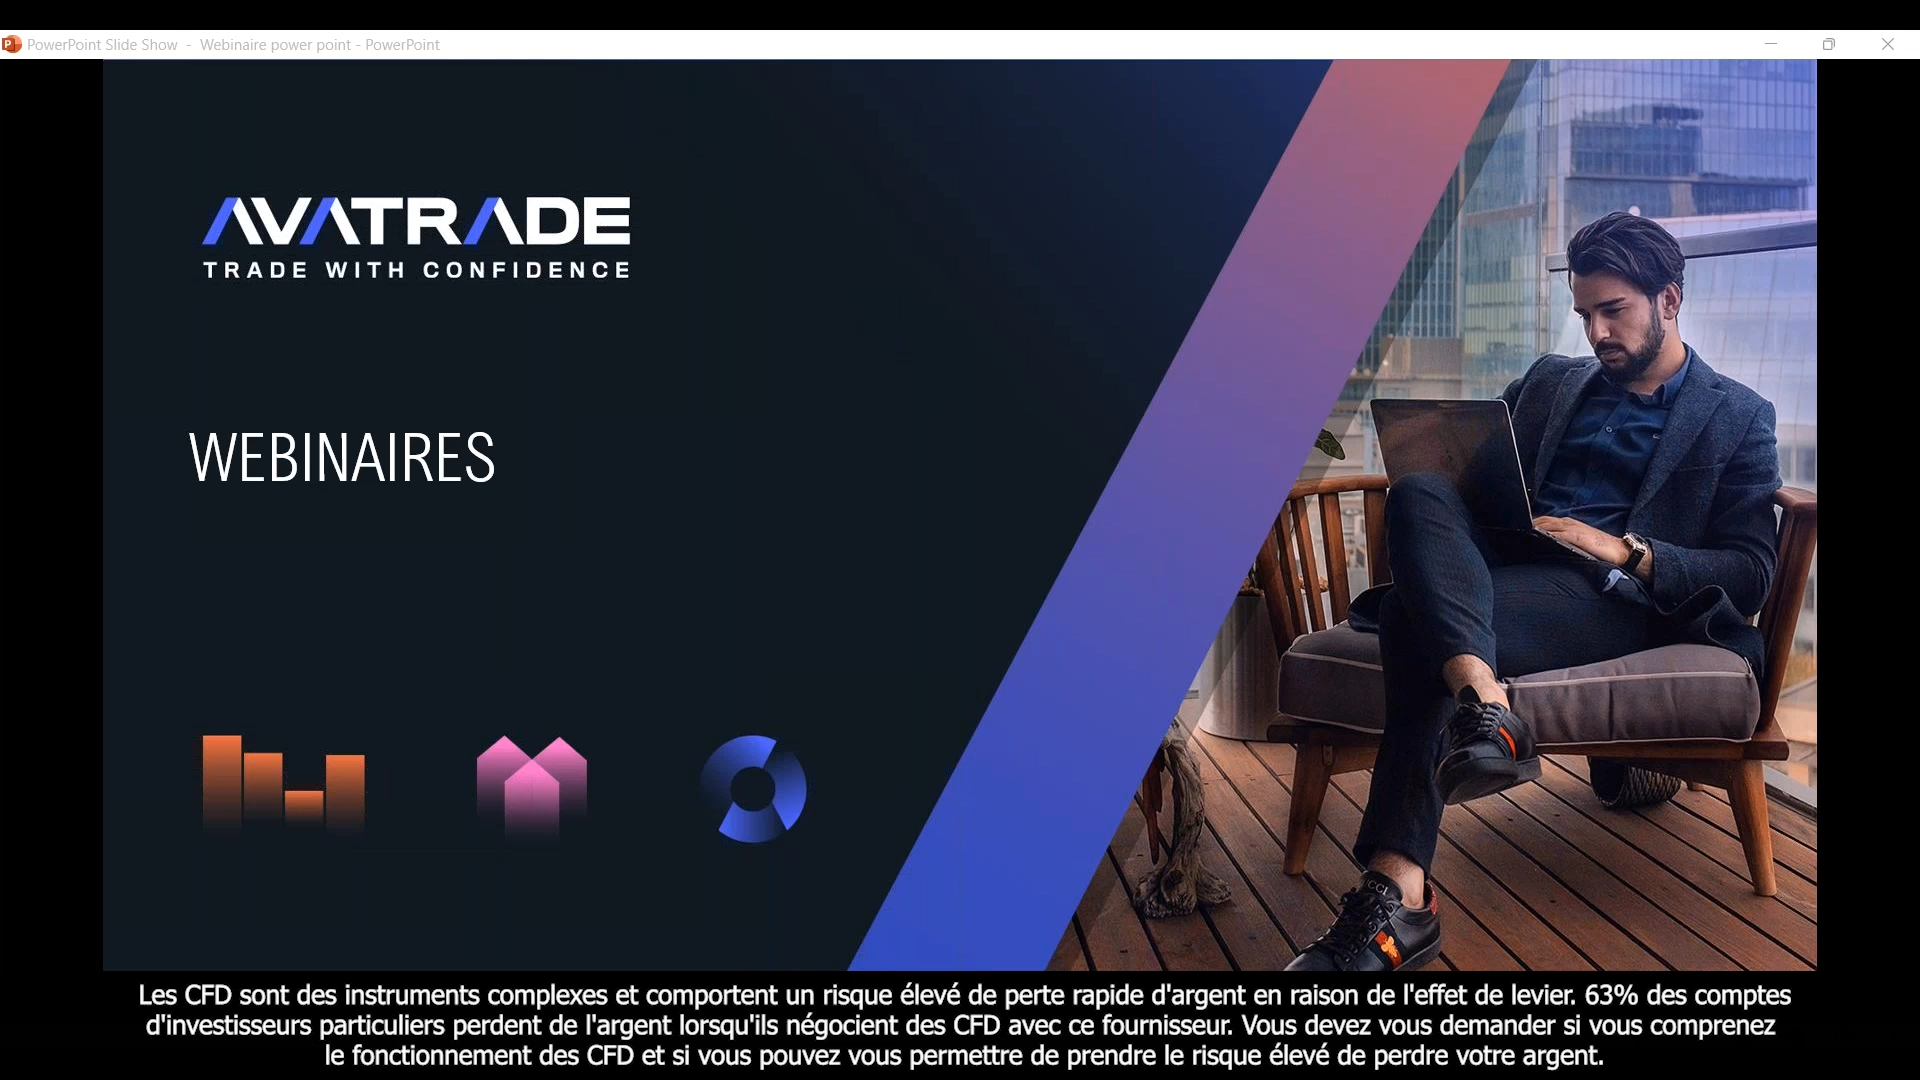 PowerPoint Slide Show - Webinaire power point - PowerPoint
AVATRADE
TRADE WITH CONFIDENCE
WEBINAIRES
Les CFD sont des instruments complexes et comportent un risque élevé de perte rapide d'argent en raison de l'effet de levier. 63% des comptes
d'investisseurs particuliers perdent de l'argent lorsqu'ils négocient des CFD avec ce fournisseur. Vous devez vous demander si vous comprenez
le fonctionnement des CFD et si vous pouvez vous permettre de prendre le risque élevé de perdre votre argent.